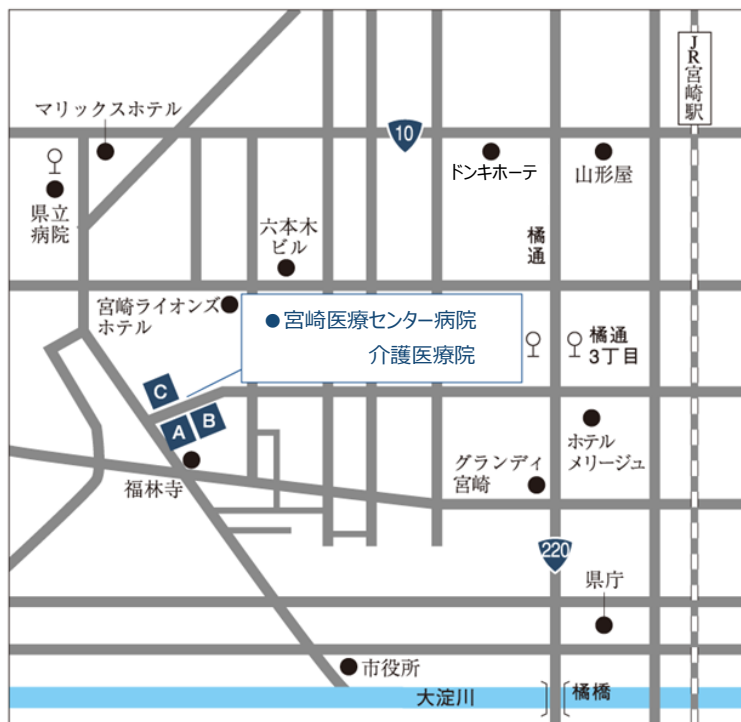 JR宮崎駅
マリックスホテル
10
ドンキホーテ
山形屋
県立
病院
六本木
ビル
橘通
宮崎ライオンズ
ホテル
●宮崎医療センター病院
介護医療院
橘通
3丁目
C
A
B
ホテル
メリージュ
グランディ
宮崎
福林寺
220
県庁
市役所
大淀川
橘橋